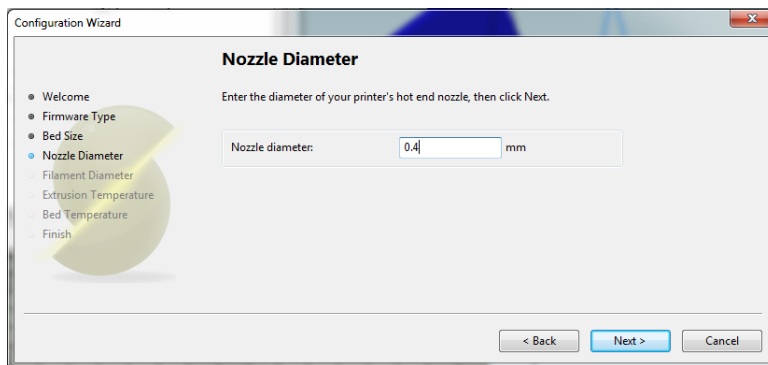 Configuration Wizard
Nozzle Diameter
Welcome
Firmware Type
Bed Size
Nozzle Diameter
Filament Diameter
Extrusion Temperature
Bed Temperature
Finish
Enter the diameter of your printer's hot end nozzle, then click Next.
Nozzle diameter: 0.4 mm
< Back Next > Cancel